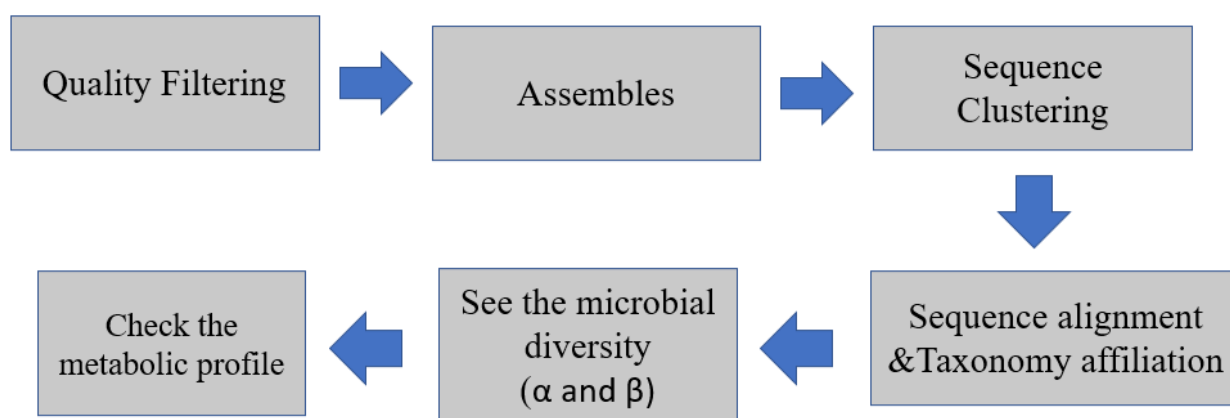 Quality Filtering
Assembles
Sequence
Clustering
Sequence alignment
&Taxonomy affiliation
See the microbial
diversity
(α and β)
Check the
metabolic profile